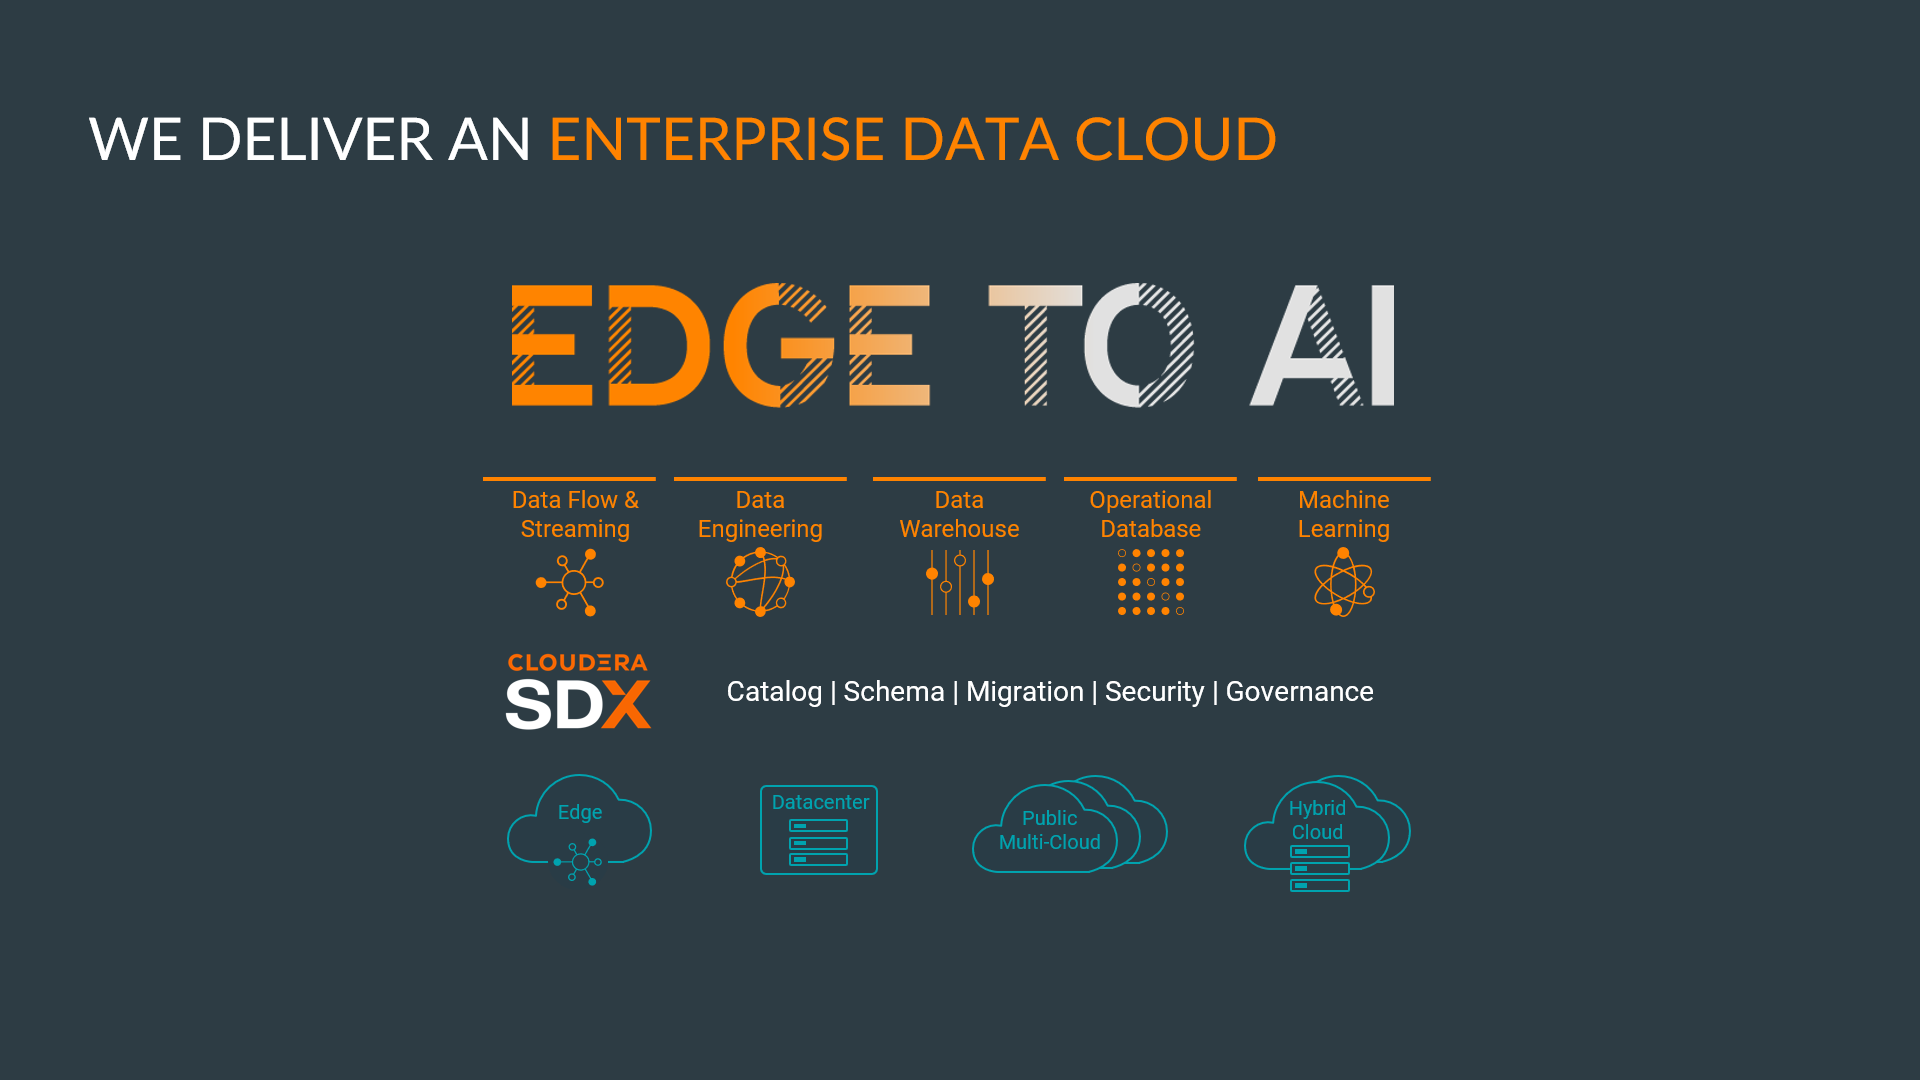 WE DELIVER AN ENTERPRISE DATA CLOUD
EDGE TO AI
Data Flow &
Streaming
Data
Engineering
Data
Warehouse
Operational
Database
Machine
Learning
CLOUDERA
SDX
Catalog | Schema | Migration | Security | Governance
Edge
Datacenter
Public
Multi-Cloud
Hybrid
Cloud